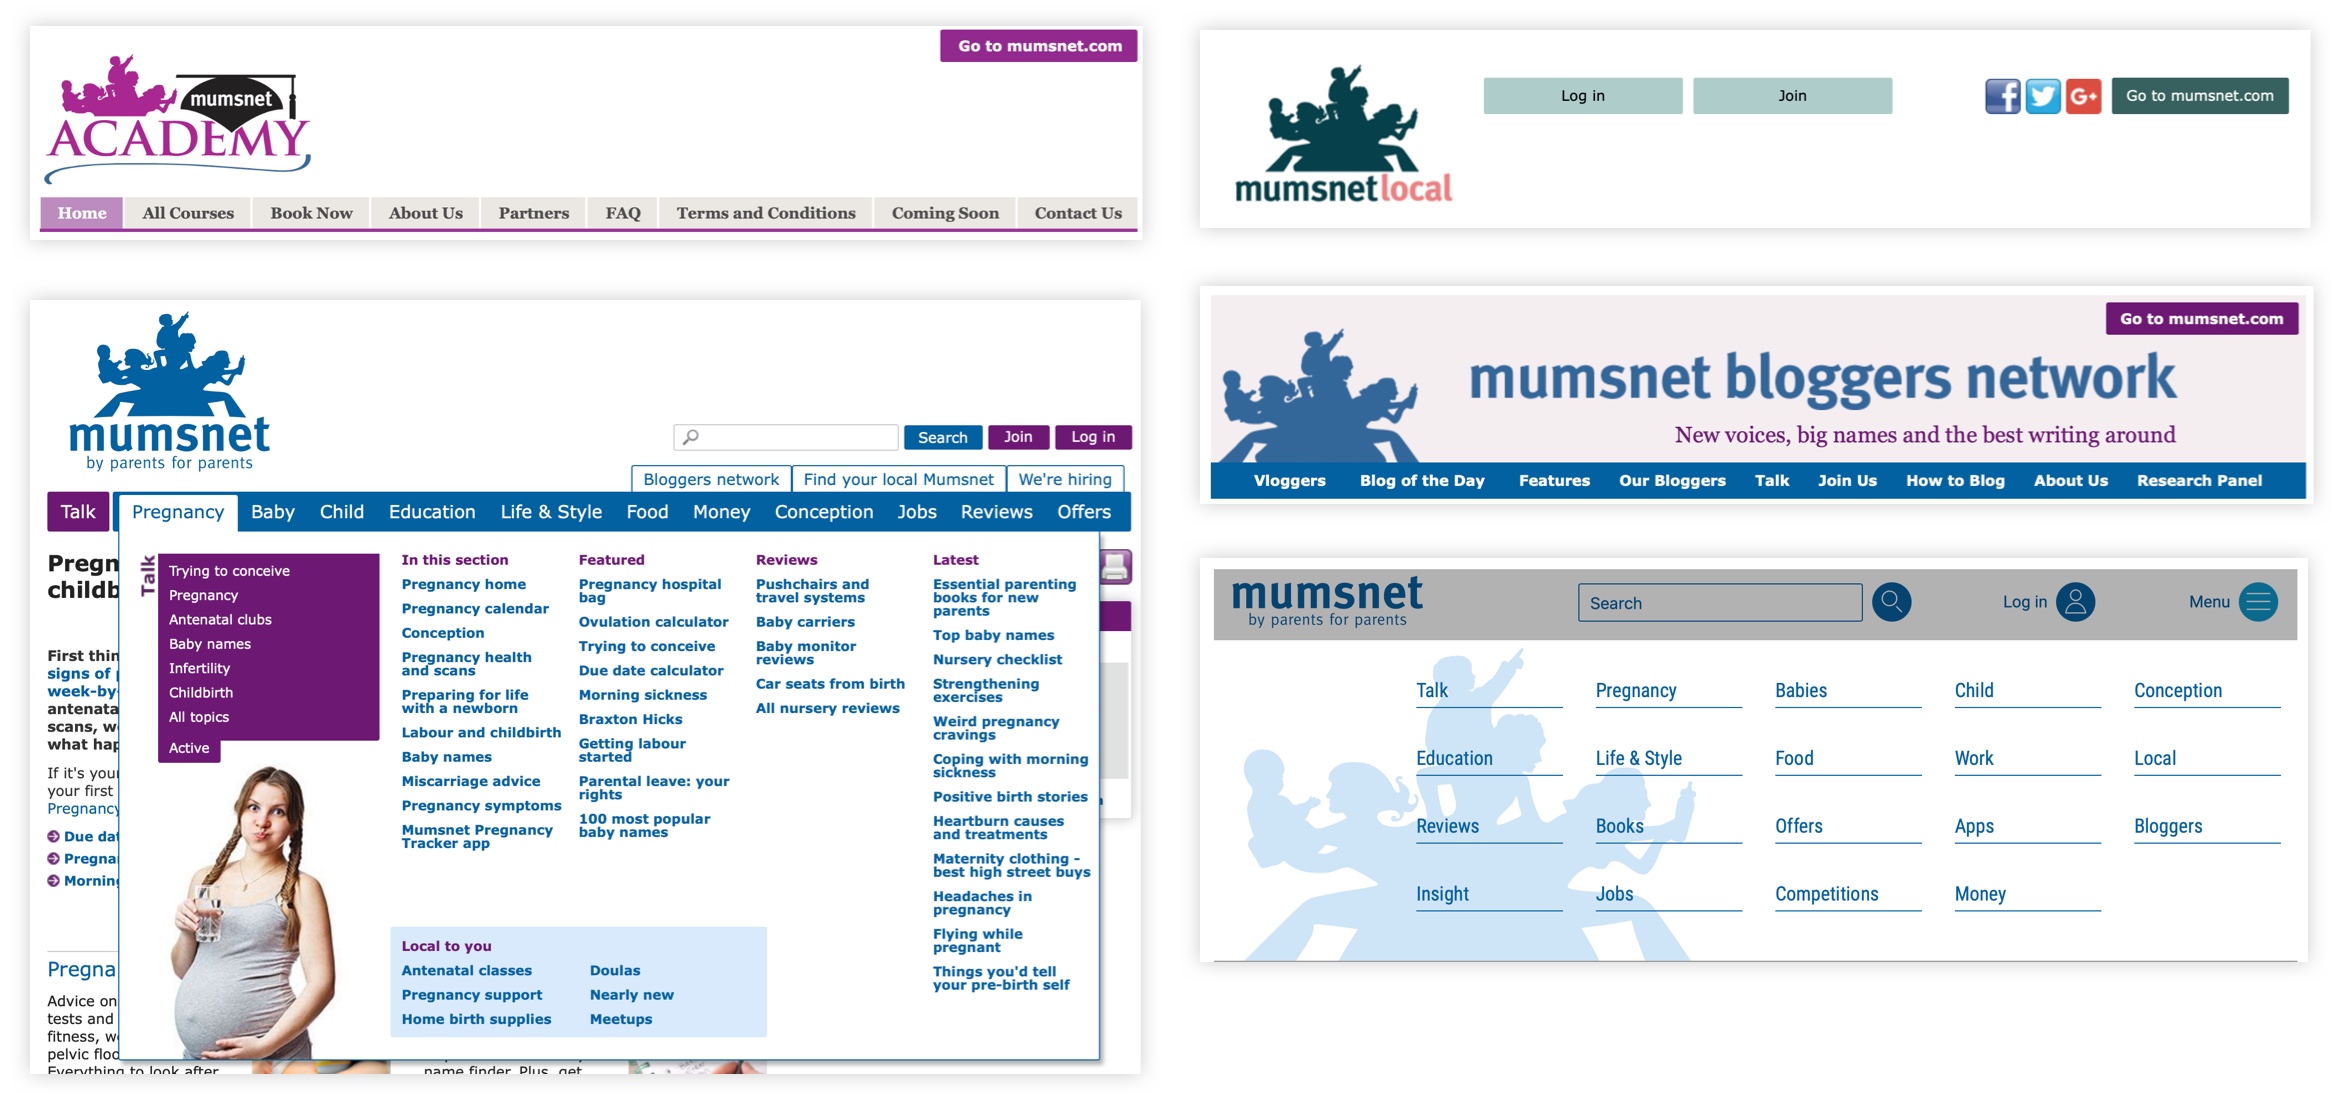 Go to mumsnet.com
mumsnet
ACADEMY
Home All Courses Book Now About Us Partners FAQ Terms and Conditions Coming Soon Contact Us
Log in Join Go to mumsnet.com
mumsnetlocal
mumsnet
by parents for parents
Search Join Log in
Bloggers network Find your local Mumsnet We're hiring
Talk Pregnancy Baby Child Education Life & Style Food Money Conception Jobs Reviews Offers
Pregn
childb
First thin
signs of
week-by-
antenata
scans, w
what hap
If it's your
your first
Pregnancy
Due dat
Pregna
Morning
Pregna
Advice on
tests and
fitness, w
pelvic floo
Everything to look after
name finder. Plus, get
Talk
Trying to conceive
Pregnancy
Antenatal clubs
Baby names
Infertility
Childbirth
All topics
Active
In this section
Pregnancy home
Pregnancy calendar
Conception
Pregnancy health
and scans
Preparing for life
with a newborn
Labour and childbirth
Baby names
Miscarriage advice
Pregnancy symptoms
Mumsnet Pregnancy
Tracker app
Featured
Pregnancy hospital
bag
Ovulation calculator
Trying to conceive
Due date calculator
Morning sickness
Braxton Hicks
Getting labour
started
Parental leave: your
rights
100 most popular
baby names
Reviews
Pushchairs and
travel systems
Baby carriers
Baby monitor
reviews
Car seats from birth
All nursery reviews
Latest
Essential parenting
books for new
parents
Top baby names
Nursery checklist
Strengthening
exercises
Weird pregnancy
cravings
Coping with morning
sickness
Positive birth stories
Heartburn causes
and treatments
Maternity clothing -
best high street buys
Headaches in
pregnancy
Flying while
pregnant
Things you'd tell
your pre-birth self
Local to you
Antenatal classes Doulas
Pregnancy support Nearly new
Home birth supplies Meetups
Go to mumsnet.com
mumsnet bloggers network
New voices, big names and the best writing around
Vloggers Blog of the Day Features Our Bloggers Talk Join Us How to Blog About Us Research Panel
mumsnet
by parents for parents
Search Log in Menu
Talk Pregnancy Babies Child Conception
Education Life & Style Food Work Local
Reviews Books Offers Apps Bloggers
Insight Jobs Competitions Money